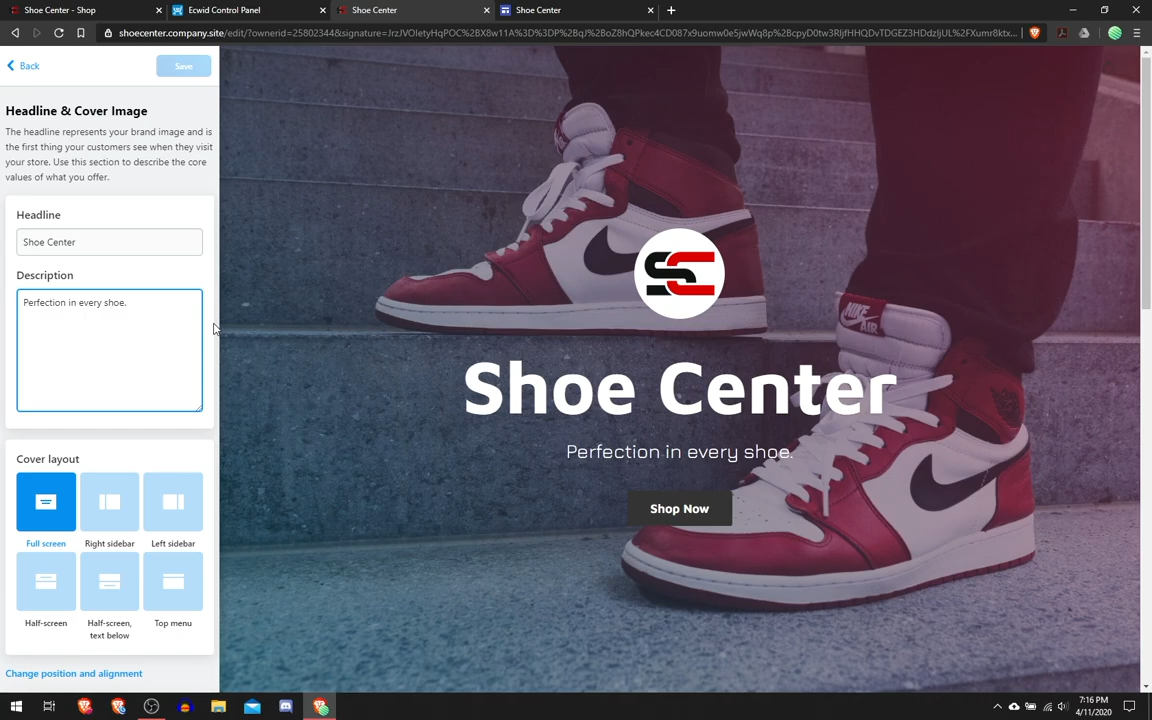 Shoe Center - Shop
Ecwid Control Panel
Shoe Center
Shoe Center
Back
Save
Headline & Cover Image
The headline represents your brand image and is
the first thing your customers see when they visit
your store. Use this section to describe the core
values of what you offer.
Headline
Shoe Center
Description
Perfection in every shoe.
Cover layout
Full screen
Right sidebar
Left sidebar
Half-screen
Half-screen,
text below
Top menu
Change position and alignment
SC
NIKE
AIR
Shoe Center
Perfection in every shoe.
Shop Now
7:16 PM
4/11/2020